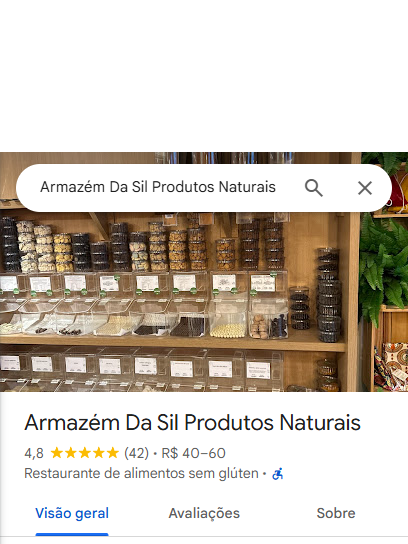 Armazém Da Sil Produtos Naturais
Armazém Da Sil Produtos Naturais
4,8 (42) • R$ 40–60
Restaurante de alimentos sem glúten •
Visão geral
Avaliações
Sobre